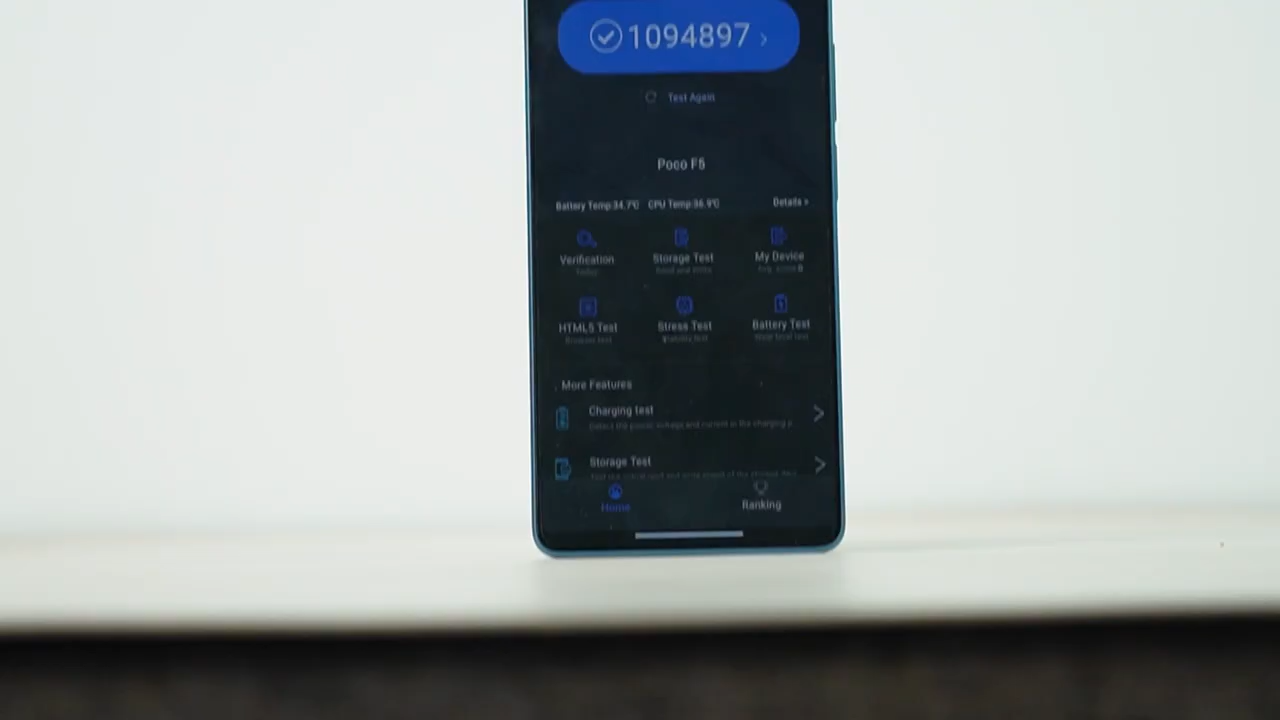 1094897
Test Again
Poco F5
Battery Temp:34.7℃ CPU Temp:36.9℃ Details >
Verification Storage Test My Device
HTML5 Test Stress Test Battery Test
More Features
Charging test
Storage Test
Home Ranking